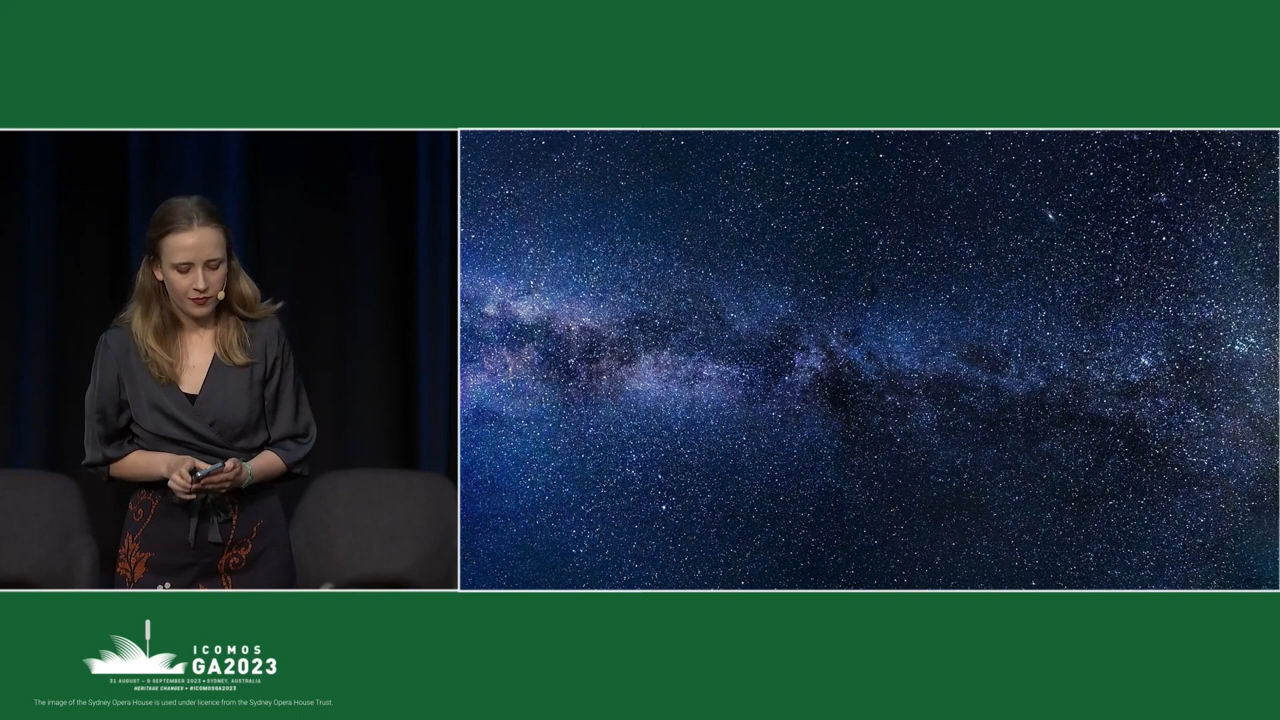 ICOMOS
GA2023
31 AUGUST – 9 SEPTEMBER 2023 • SYDNEY, AUSTRALIA
HERITAGE CHANGES • #ICOMOSGA2023
The image of the Sydney Opera House is used under licence from the Sydney Opera House Trust.